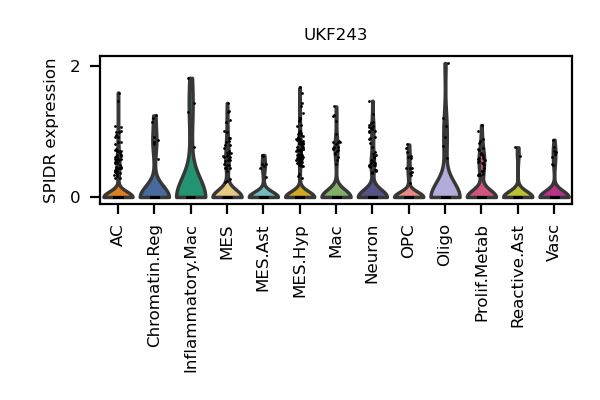 UKF243
SPIDR expression
2
0
AC
Chromatin.Reg
Inflammatory.Mac
MES
MES.Ast
MES.Hyp
Mac
Neuron
OPC
Oligo
Prolif.Metab
Reactive.Ast
Vasc